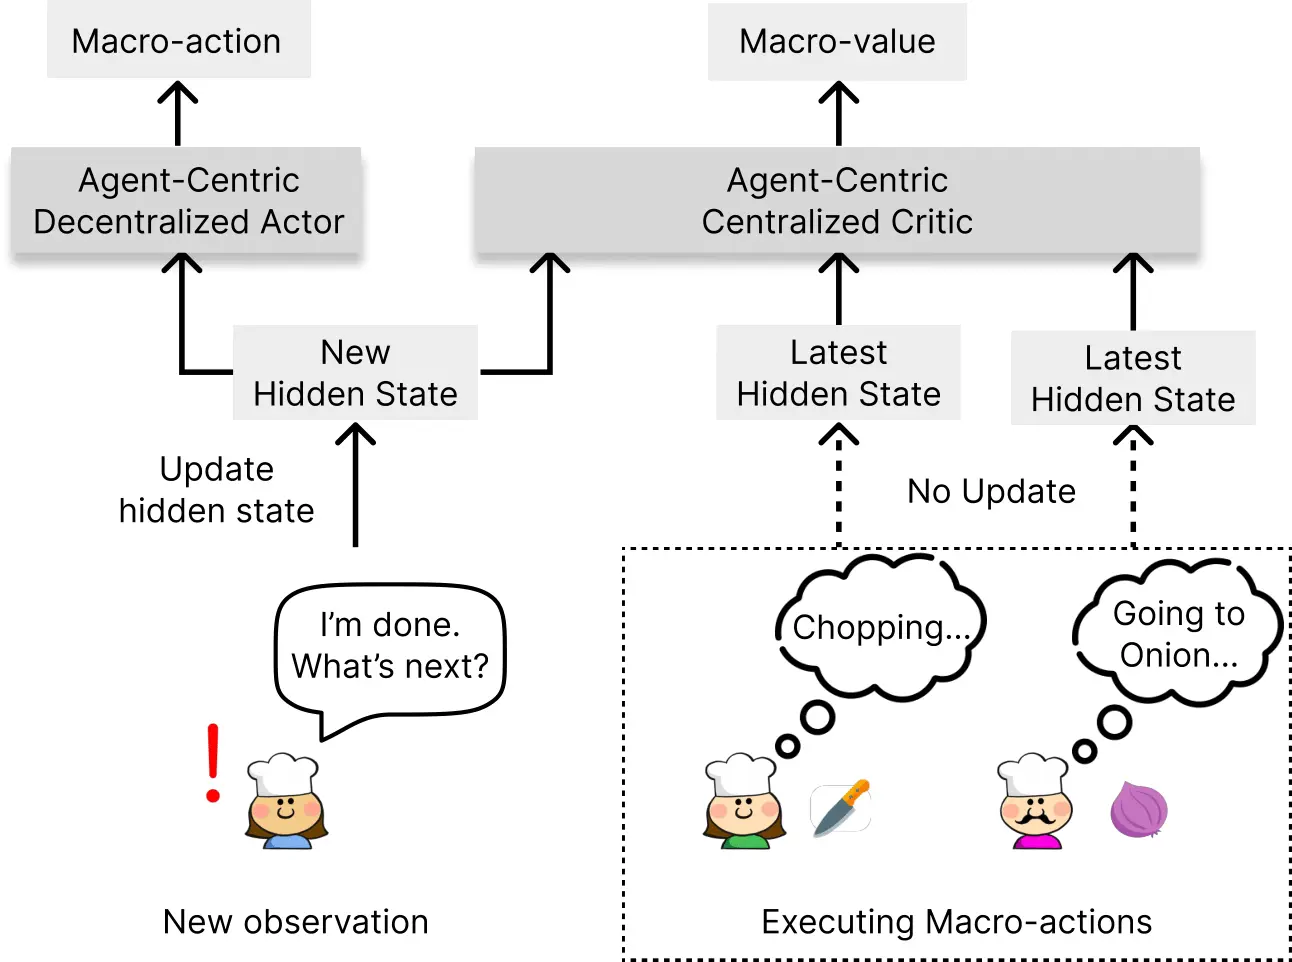 Macro-action
Macro-value
Agent-Centric
Decentralized Actor
Agent-Centric
Centralized Critic
New
Hidden State
Latest
Hidden State
Latest
Hidden State
Update
hidden state
No Update
I’m done.
What’s next?
Chopping...
Going to
Onion...
New observation
Executing Macro-actions